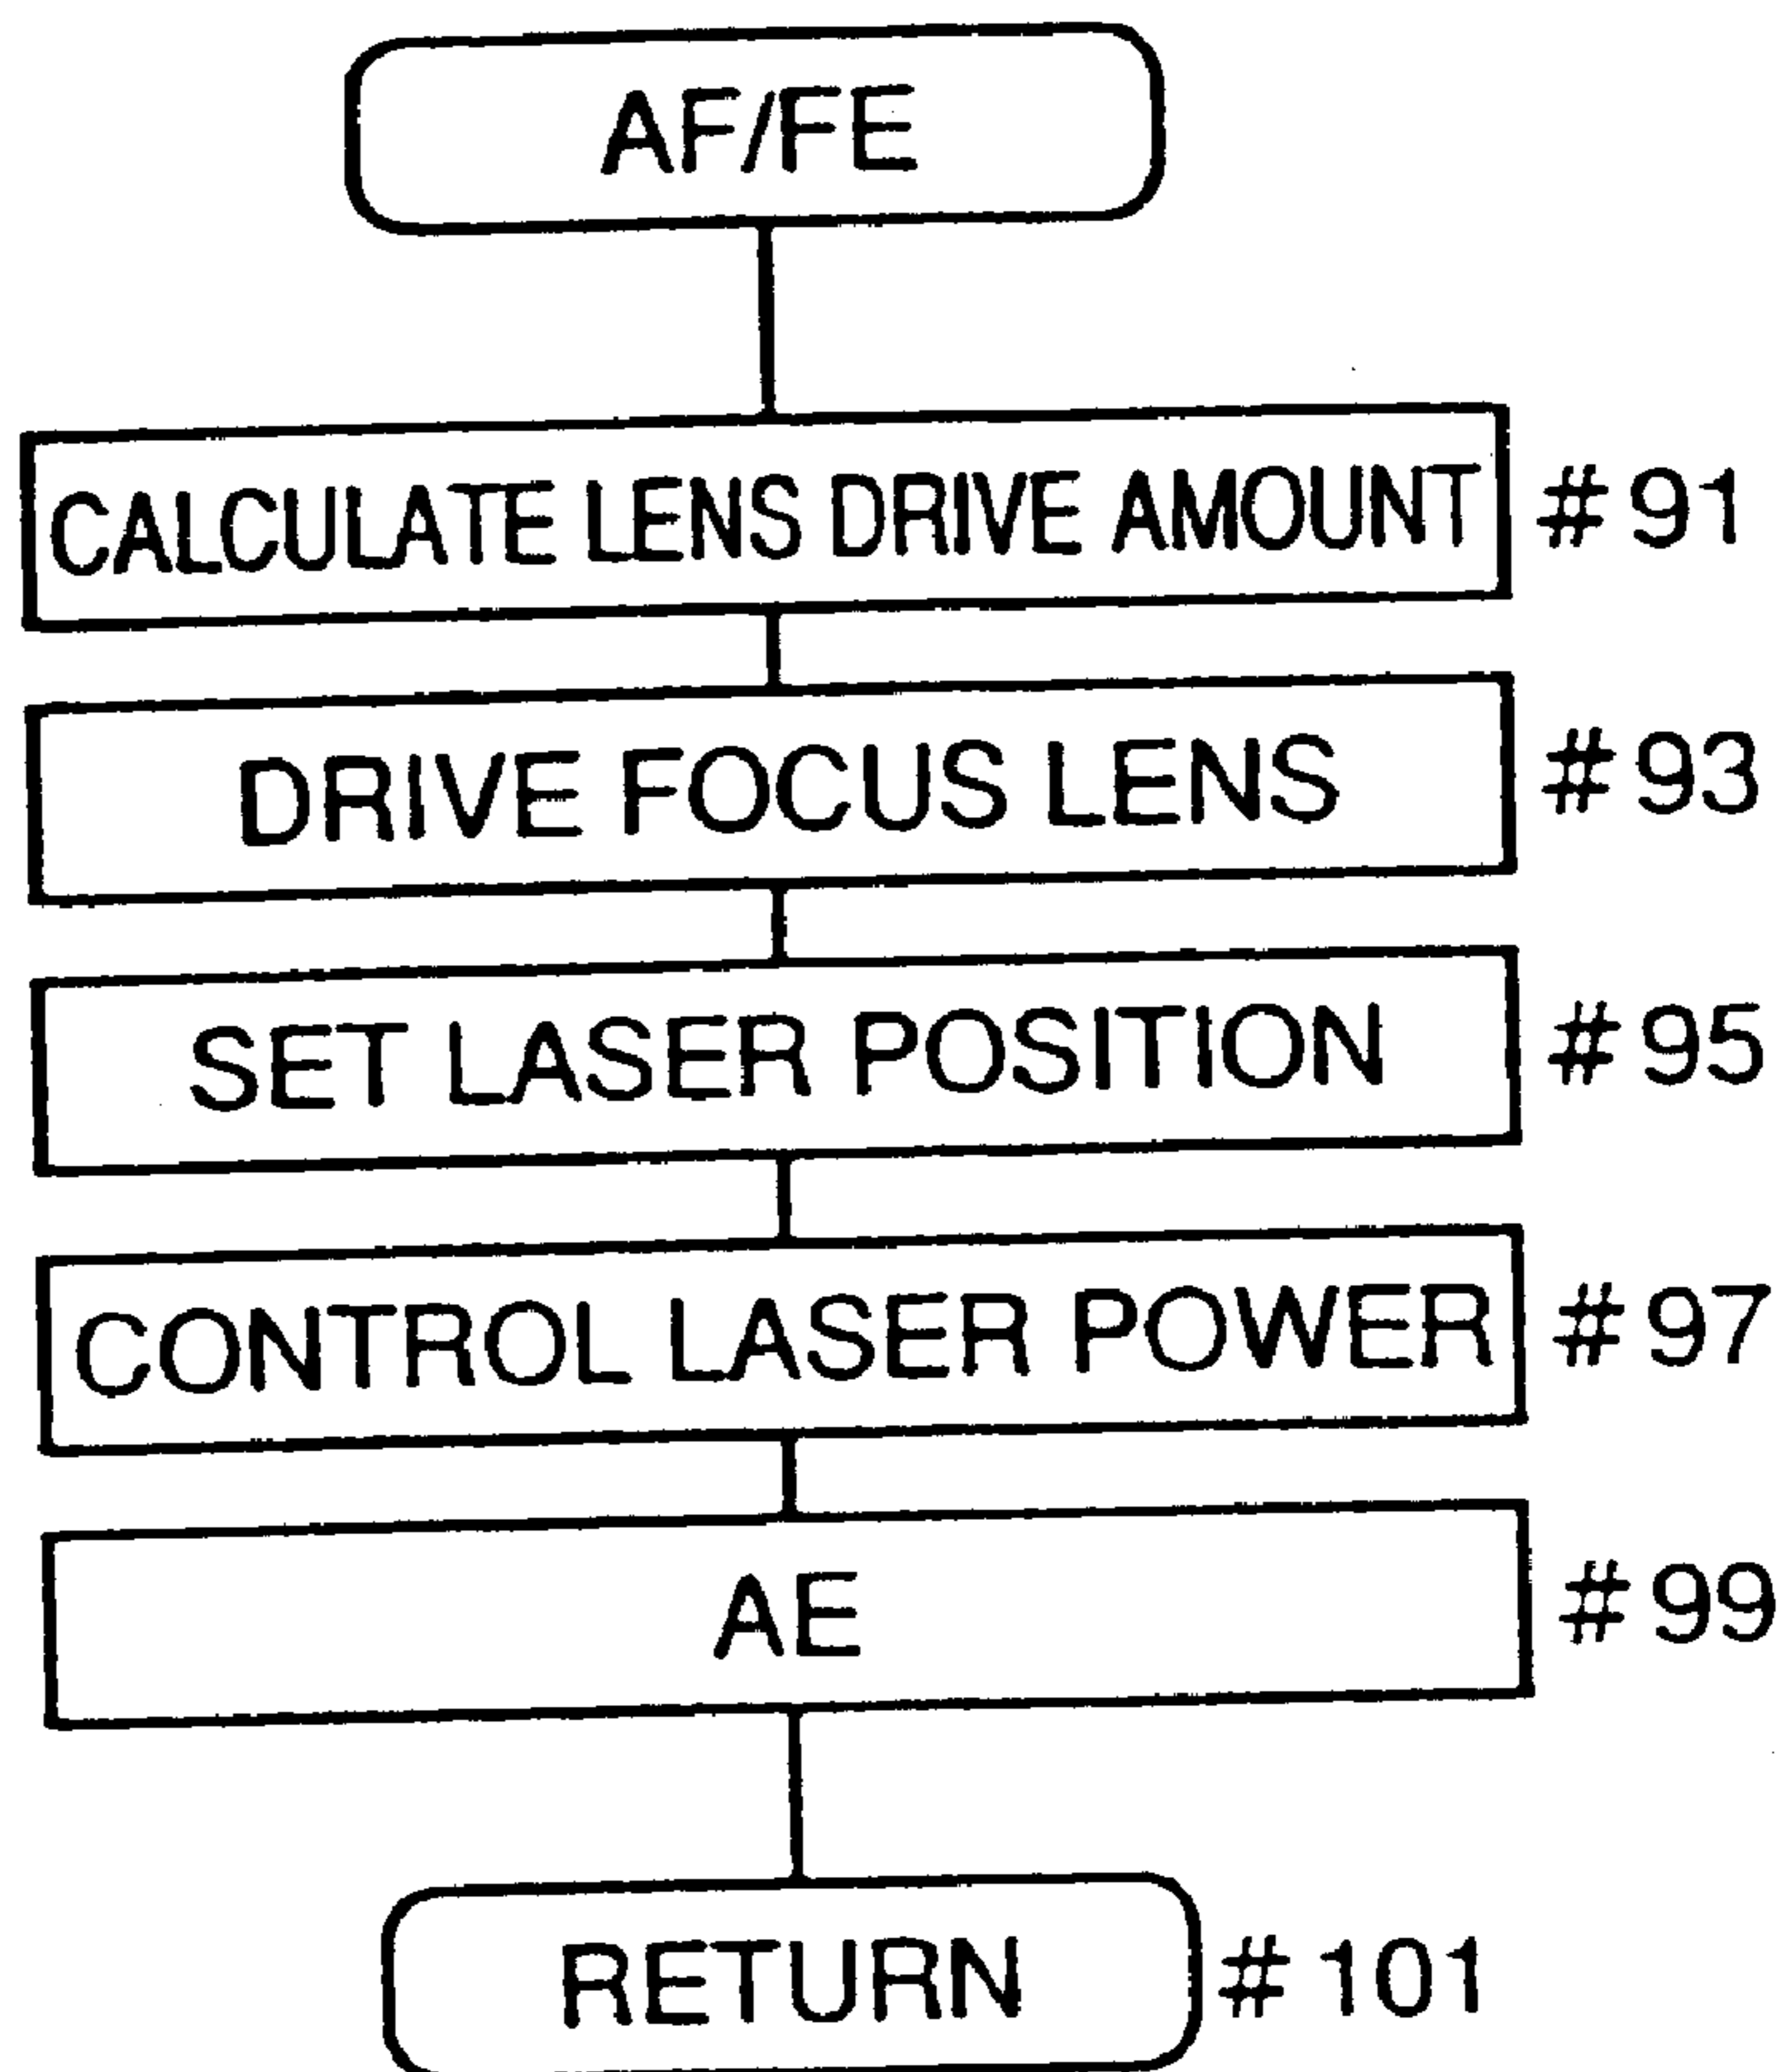 AF/FE
CALCULATE LENS DRIVE AMOUNT #91
DRIVE FOCUS LENS #93
SET LASER POSITION #95
CONTROL LASER POWER #97
AE #99
RETURN #101